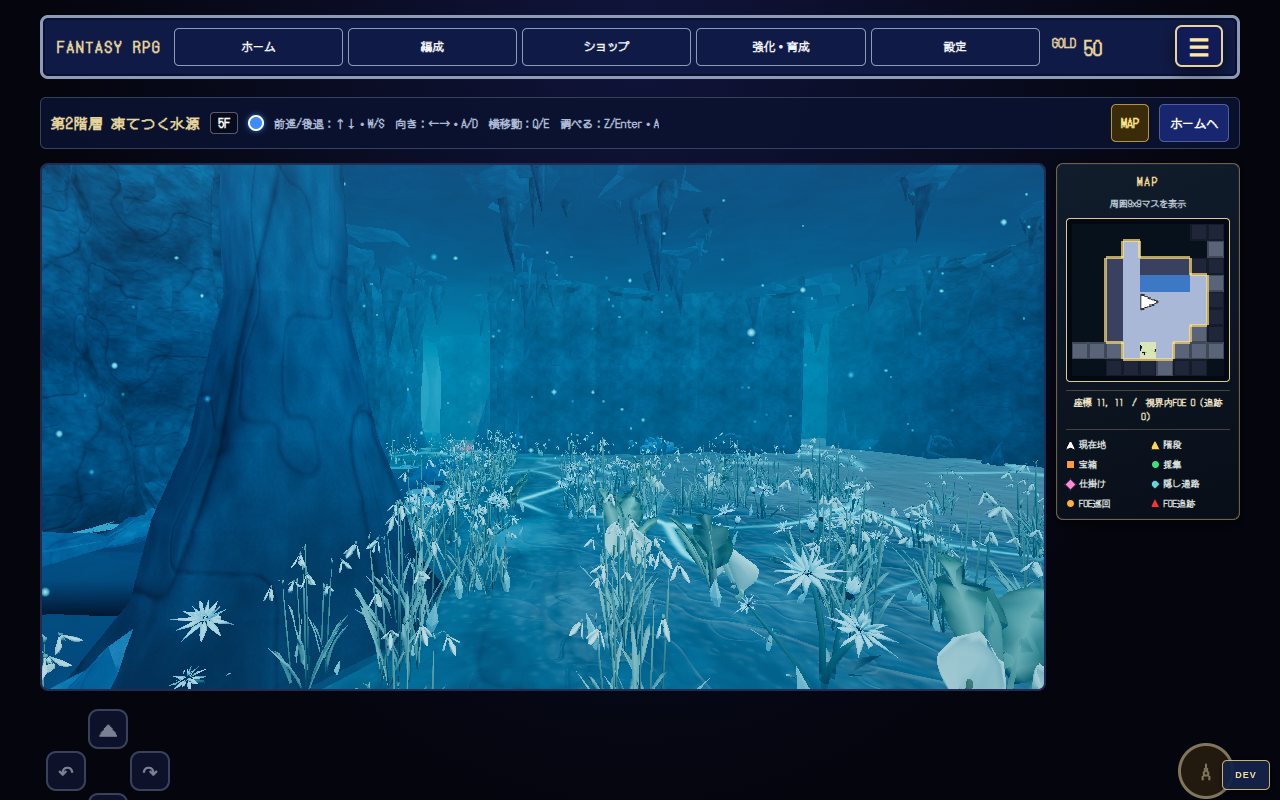 FANTASY RPG ホーム 編成 ショップ 強化・育成 設定 GOLD 50
第2階層 凍てつく水源 5F 前進/後退：↑↓・W/S 向き：←→・A/D 横移動：Q/E 調べる：Z/Enter・A MAP ホームへ
MAP
周囲9x9マスを表示
座標 11, 11 / 視界内FOE 0（追跡
0）
現在地 階段
宝箱 採集
仕掛け 隠し通路
FOE巡回 FOE追跡
A DEV